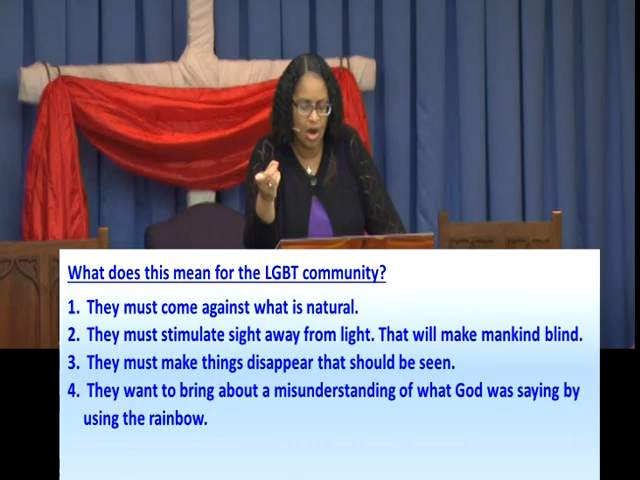 What does this mean for the LGBT community?
1. They must come against what is natural.
2. They must stimulate sight away from light. That will make mankind blind.
3. They must make things disappear that should be seen.
4. They want to bring about a misunderstanding of what God was saying by
using the rainbow.